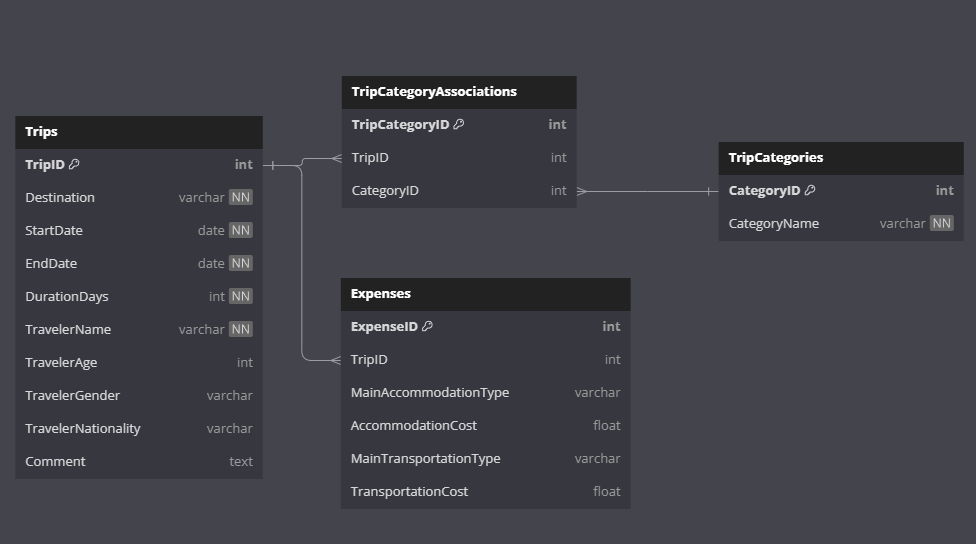 Trips
TripID int
Destination varchar NN
StartDate date NN
EndDate date NN
DurationDays int NN
TravelerName varchar NN
TravelerAge int
TravelerGender varchar
TravelerNationality varchar
Comment text
TripCategoryAssociations
TripCategoryID int
TripID int
CategoryID int
TripCategories
CategoryID int
CategoryName varchar NN
Expenses
ExpenseID int
TripID int
MainAccommodationType varchar
AccommodationCost float
MainTransportationType varchar
TransportationCost float